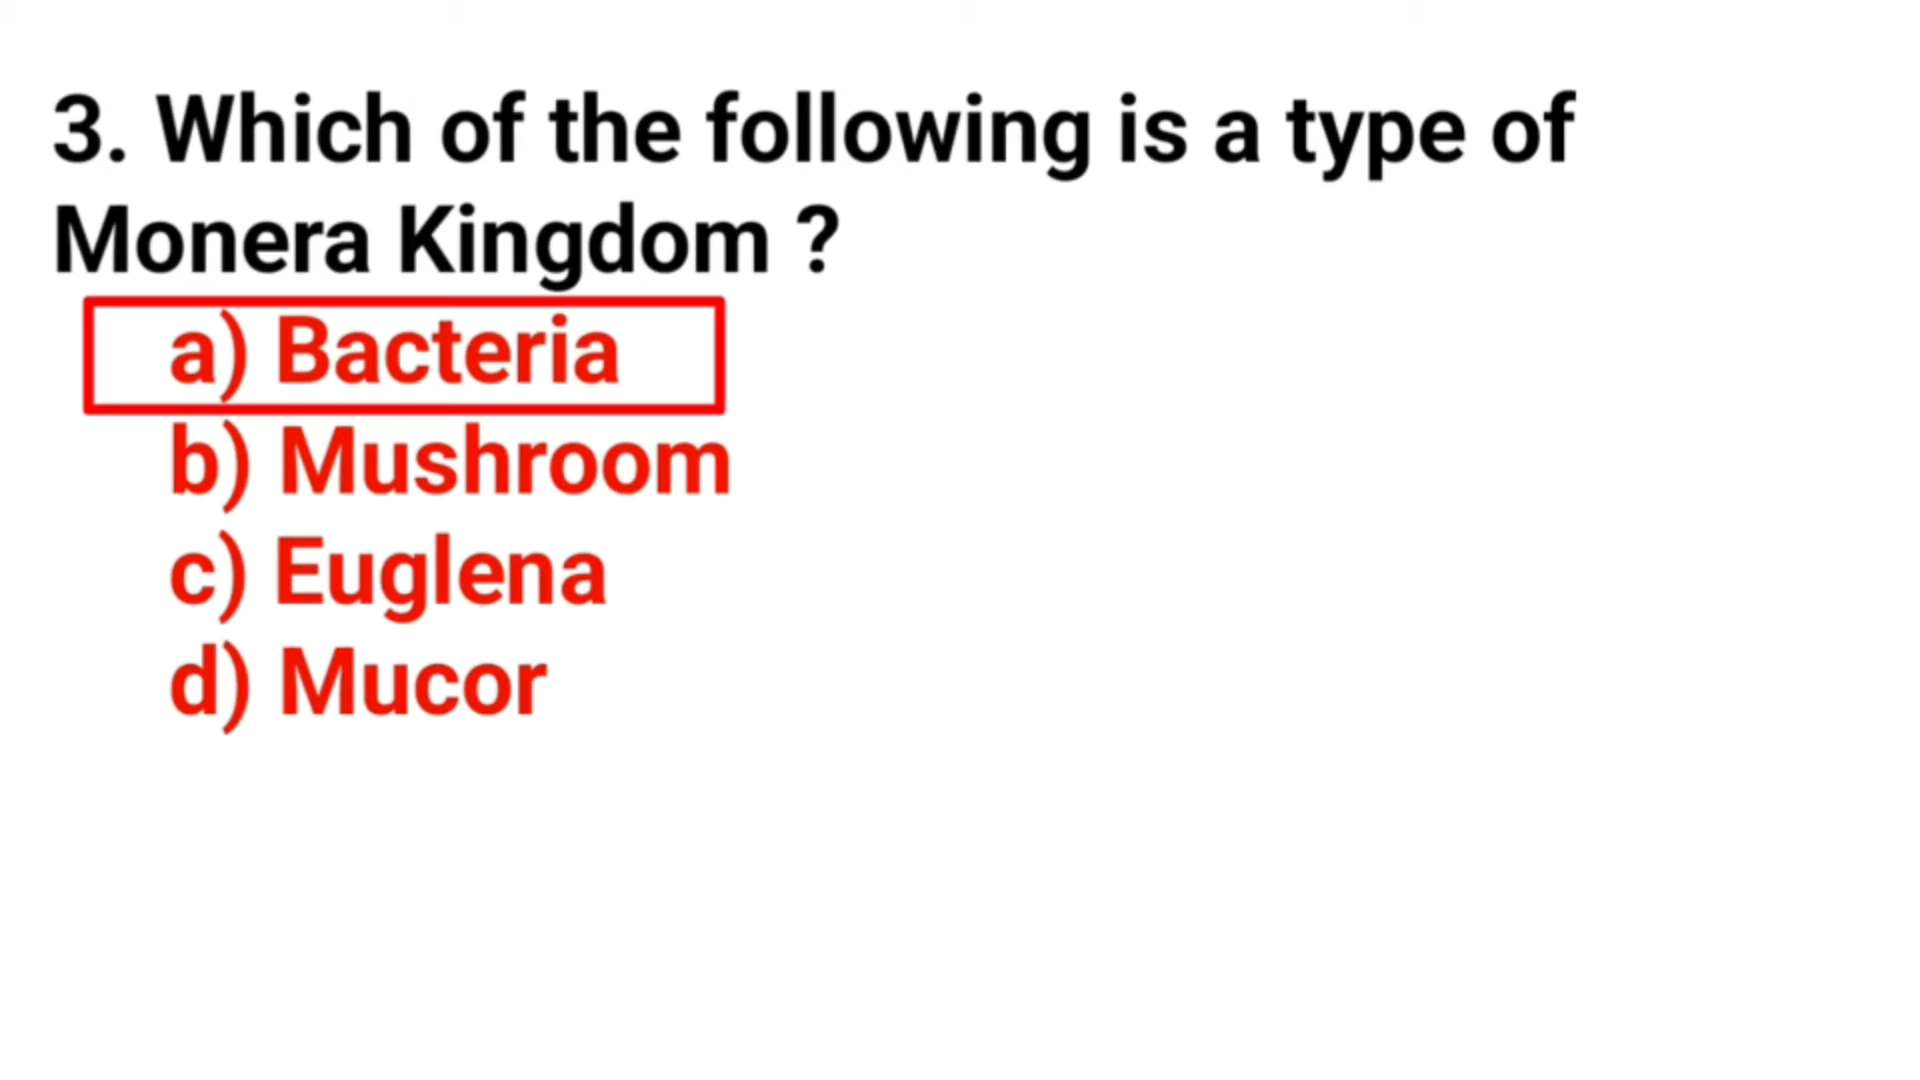 3. Which of the following is a type of
Monera Kingdom ?
a) Bacteria
b) Mushroom
c) Euglena
d) Mucor